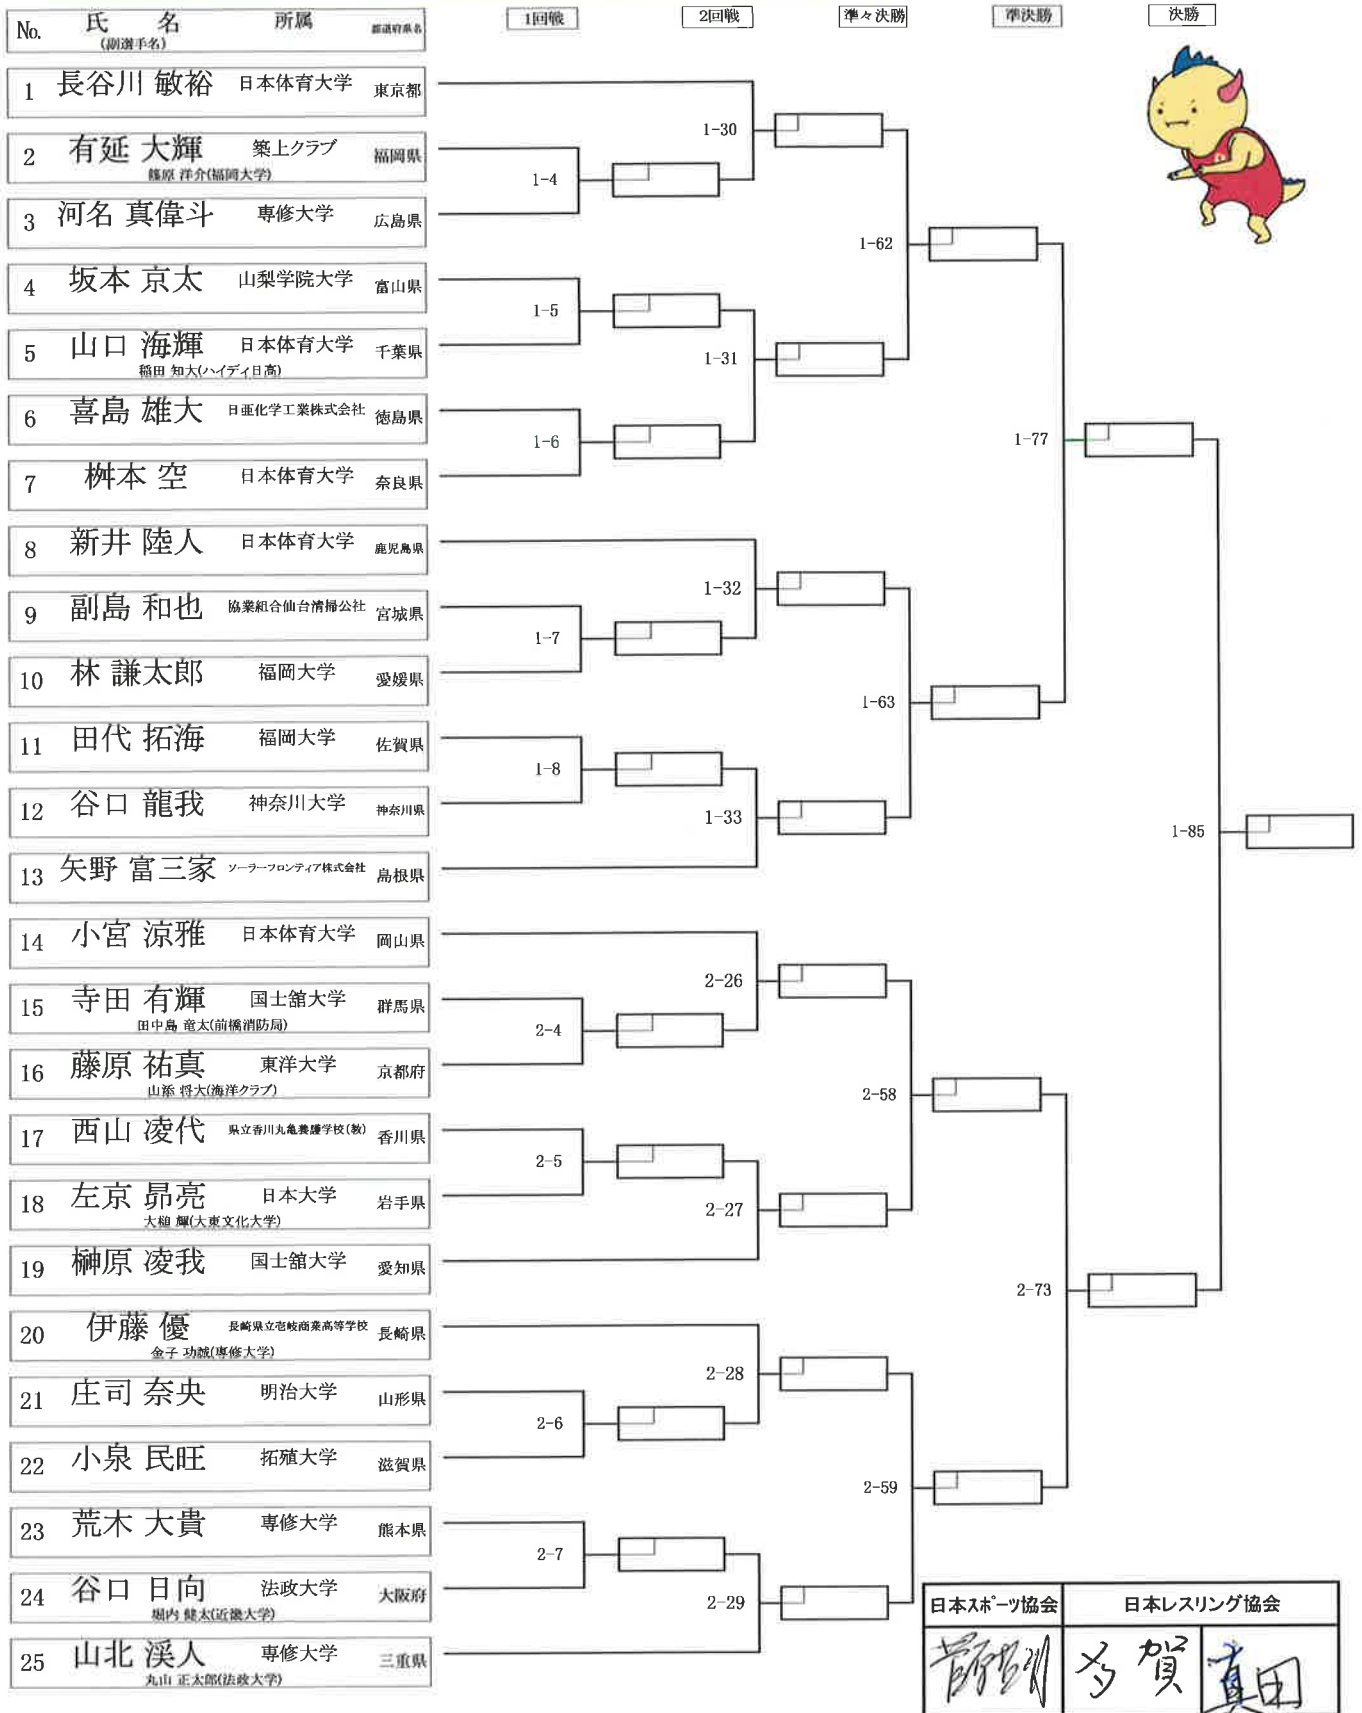 No. 氏 名 所属 都道府県名 1回戦 2回戦 準々決勝 準決勝 決勝
(副選手名)
1 長谷川 敏裕 日本体育大学 東京都
1-30
2 有延 大輝 築上クラブ 福岡県
篠原 洋介(福岡大学)
1-4
3 河名 真偉斗 専修大学 広島県
1-62
4 坂本 京太 山梨学院大学 富山県
1-5
5 山口 海輝 日本体育大学 千葉県
稲田 知大(ハイディ日高)
1-31
6 喜島 雄大 日亜化学工業株式会社 徳島県
1-6
1-77
7 桝本 空 日本体育大学 奈良県
8 新井 陸人 日本体育大学 鹿児島県
1-32
9 副島 和也 協業組合仙台清掃公社 宮城県
1-7
10 林 謙太郎 福岡大学 愛媛県
1-63
11 田代 拓海 福岡大学 佐賀県
1-8
12 谷口 龍我 神奈川大学 神奈川県
1-33
1-85
13 矢野 富三家 ソーラーフロンティア株式会社 島根県
14 小宮 涼雅 日本体育大学 岡山県
2-26
15 寺田 有輝 国士舘大学 群馬県
田中島 竜太(前橋消防局)
2-4
16 藤原 祐真 東洋大学 京都府
山添 将大(海洋クラブ)
2-58
17 西山 凌代 県立香川丸亀養護学校(教) 香川県
2-5
18 左京 昴亮 日本大学 岩手県
大槌 輝(大東文化大学)
2-27
19 榊原 凌我 国士舘大学 愛知県
2-73
20 伊藤 優 長崎県立壱岐商業高等学校 長崎県
金子 功誠(専修大学)
2-28
21 庄司 奈央 明治大学 山形県
2-6
22 小泉 民旺 拓殖大学 滋賀県
2-59
23 荒木 大貴 専修大学 熊本県
2-7
24 谷口 日向 法政大学 大阪府
堀内 健太(近畿大学)
2-29
25 山北 渓人 専修大学 三重県
丸山 正太郎(法政大学)
日本スポーツ協会 日本レスリング協会
多賀 真田